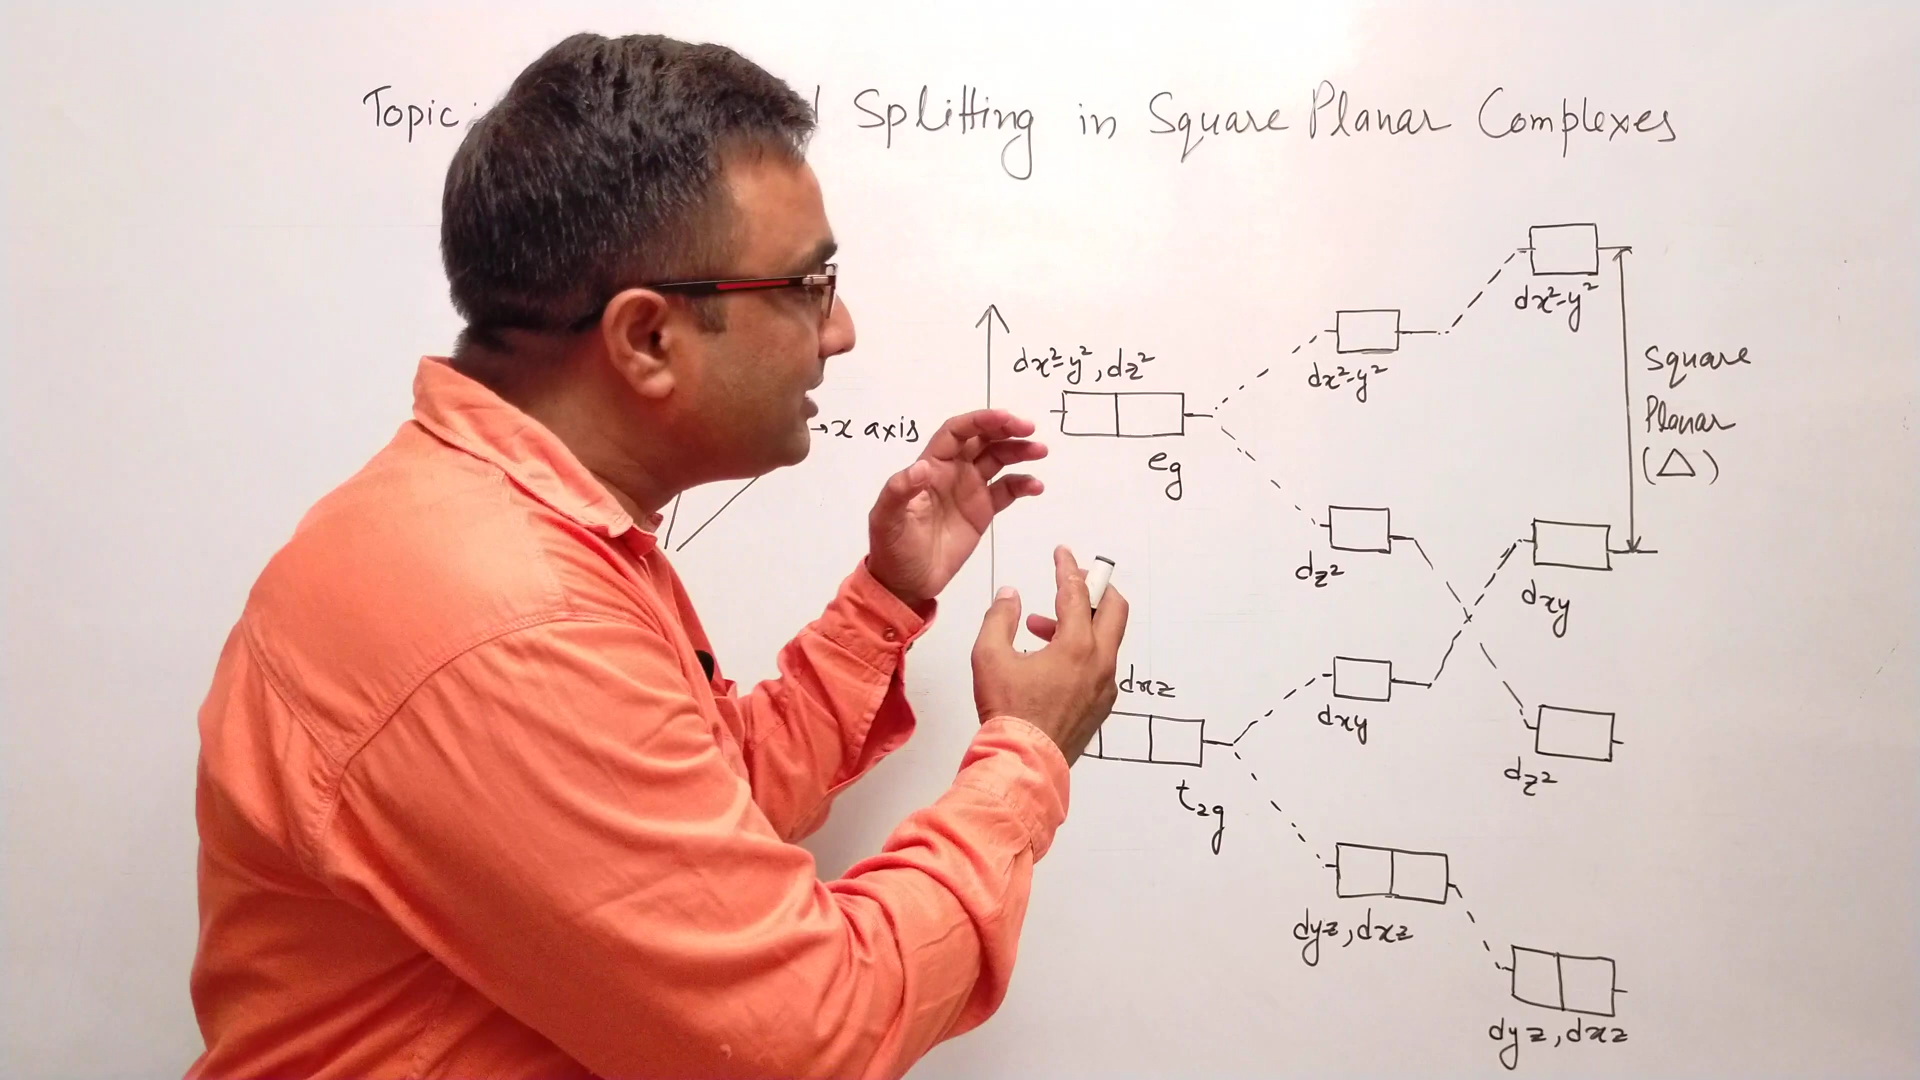 Topic : Splitting in Square Planar Complexes
→ x axis
dx²-y², dz²
eg
dxz
t₂g
dx²-y²
dz²
dxy
dyz, dxz
dx²-y²
dxy
dz²
dyz, dxz
Square
Planar
(△)